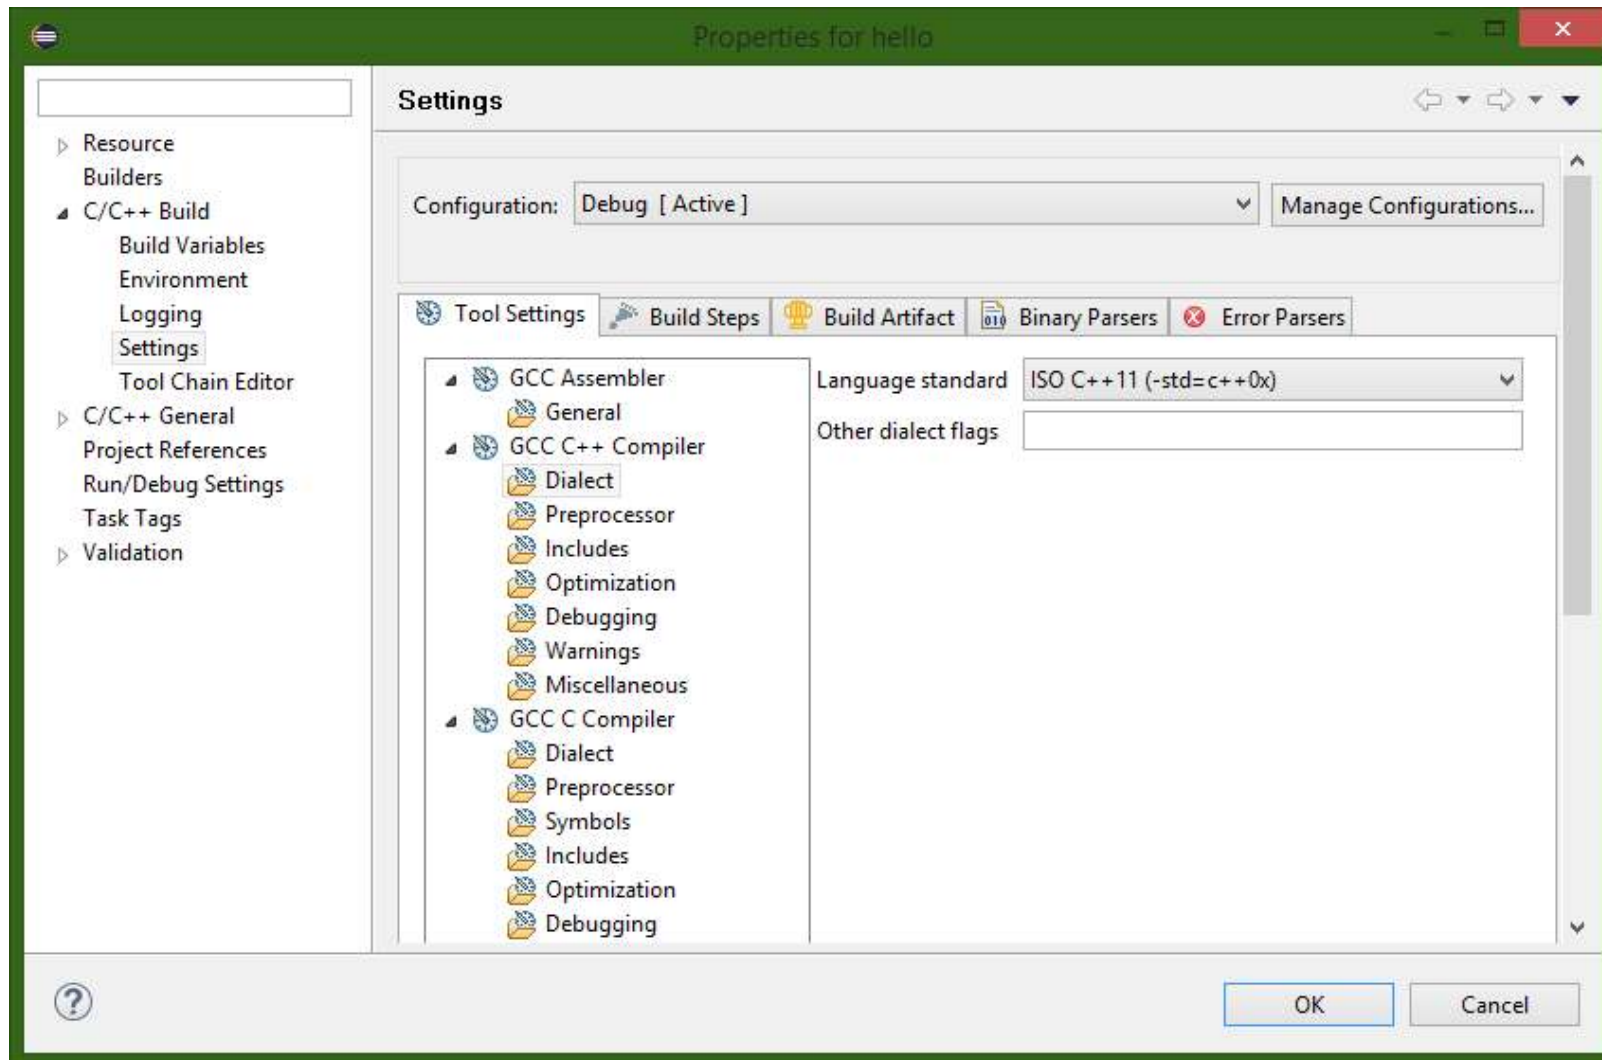 Properties for hello
Settings
Resource
Builders
C/C++ Build
Build Variables
Environment
Logging
Settings
Tool Chain Editor
C/C++ General
Project References
Run/Debug Settings
Task Tags
Validation
Configuration: Debug [ Active ] Manage Configurations...
Tool Settings Build Steps Build Artifact 010 Binary Parsers Error Parsers
GCC Assembler
General
GCC C++ Compiler
Dialect
Preprocessor
Includes
Optimization
Debugging
Warnings
Miscellaneous
GCC C Compiler
Dialect
Preprocessor
Symbols
Includes
Optimization
Debugging
Language standard ISO C++11 (-std=c++0x)
Other dialect flags
? OK Cancel